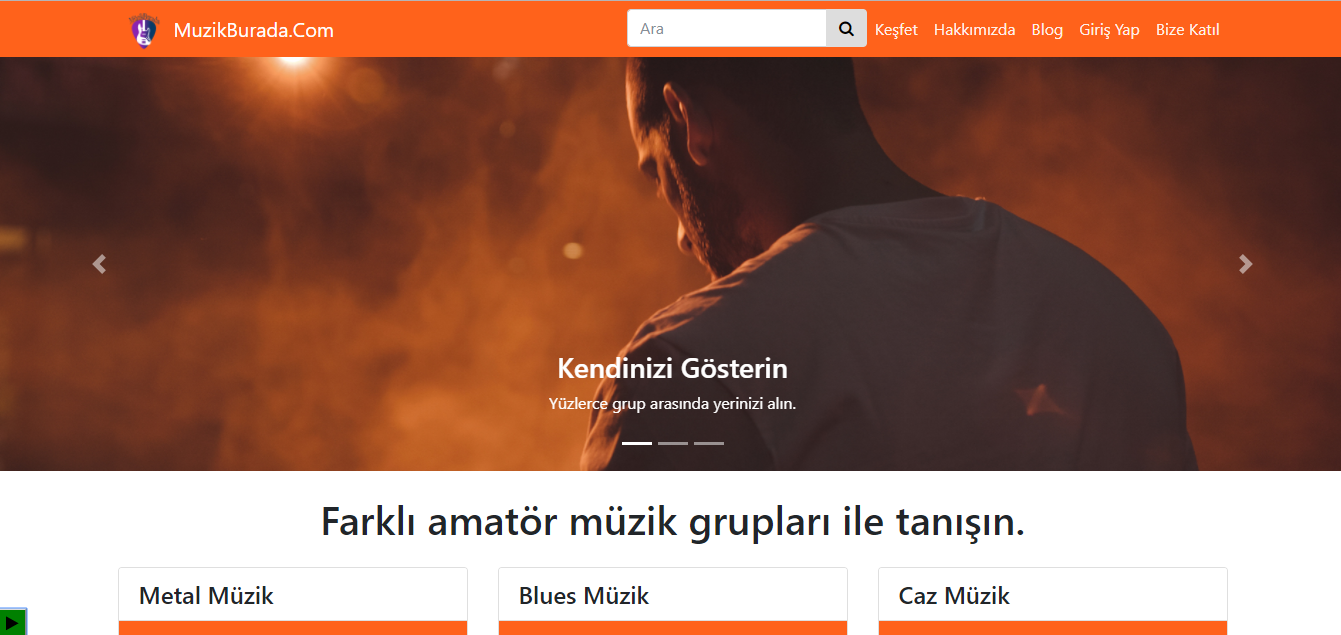 MuzikBurada.Com
Ara
Keşfet Hakkımızda Blog Giriş Yap Bize Katıl
Kendinizi Gösterin
Yüzlerce grup arasında yerinizi alın.
Farklı amatör müzik grupları ile tanışın.
Metal Müzik
Blues Müzik
Caz Müzik